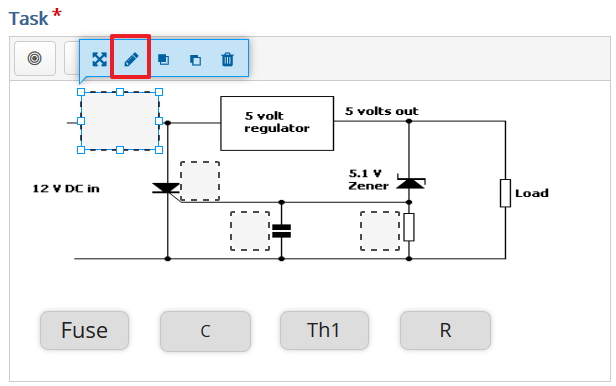 Task *
5 volt
regulator
5 volts out
5.1 V
Zener
12 V DC in
Load
Fuse
C
Th1
R